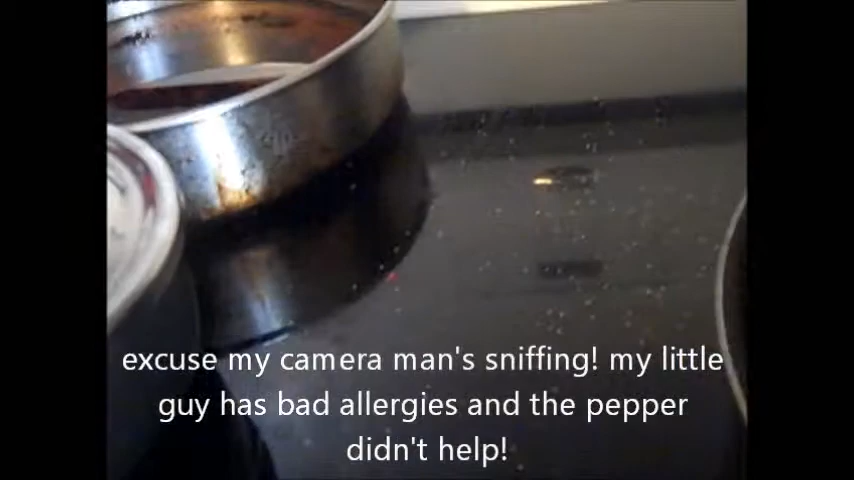 excuse my camera man's sniffing! my little
guy has bad allergies and the pepper
didn't help!